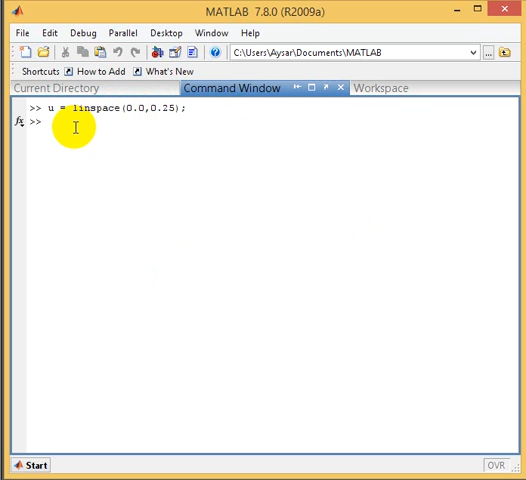 MATLAB 7.8.0 (R2009a)
File Edit Debug Parallel Desktop Window Help
C:\Users\Aysar\Documents\MATLAB
Shortcuts How to Add What's New
Current Directory Command Window Workspace
>> u = linspace(0.0,0.25);
fx >>
Start OVR